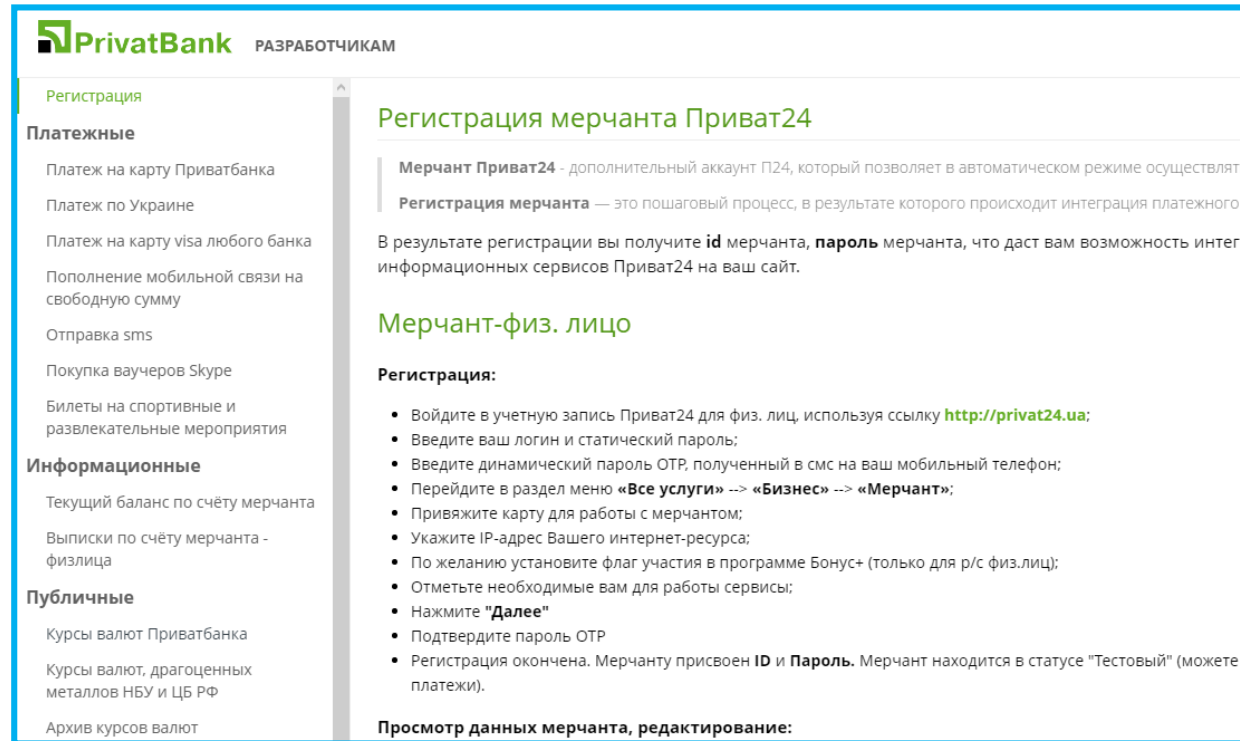 PrivatBank РАЗРАБОТЧИКАМ
Регистрация
Платежные
Платеж на карту Приватбанка
Платеж по Украине
Платеж на карту visa любого банка
Пополнение мобильной связи на
свободную сумму
Отправка sms
Покупка ваучеров Skype
Билеты на спортивные и
развлекательные мероприятия
Информационные
Текущий баланс по счёту мерчанта
Выписки по счёту мерчанта -
физлица
Публичные
Курсы валют Приватбанка
Курсы валют, драгоценных
металлов НБУ и ЦБ РФ
Архив курсов валют
Регистрация мерчанта Приват24
Мерчант Приват24 - дополнительный аккаунт П24, который позволяет в автоматическом режиме осуществлят
Регистрация мерчанта — это пошаговый процесс, в результате которого происходит интеграция платежного
В результате регистрации вы получите id мерчанта, пароль мерчанта, что даст вам возможность интег
информационных сервисов Приват24 на ваш сайт.
Мерчант-физ. лицо
Регистрация:
• Войдите в учетную запись Приват24 для физ. лиц, используя ссылку http://privat24.ua;
• Введите ваш логин и статический пароль;
• Введите динамический пароль OTP, полученный в смс на ваш мобильный телефон;
• Перейдите в раздел меню «Все услуги» --> «Бизнес» --> «Мерчант»;
• Привяжите карту для работы с мерчантом;
• Укажите IP-адрес Вашего интернет-ресурса;
• По желанию установите флаг участия в программе Бонус+ (только для р/с физ.лиц);
• Отметьте необходимые вам для работы сервисы;
• Нажмите "Далее"
• Подтвердите пароль OTP
• Регистрация окончена. Мерчанту присвоен ID и Пароль. Мерчант находится в статусе "Тестовый" (можете
платежи).
Просмотр данных мерчанта, редактирование: